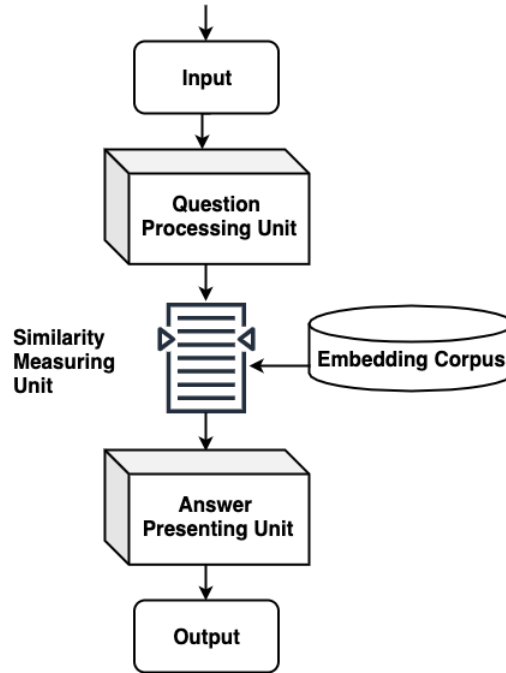 Input
Question
Processing Unit
Similarity
Measuring
Unit
Embedding Corpus
Answer
Presenting Unit
Output